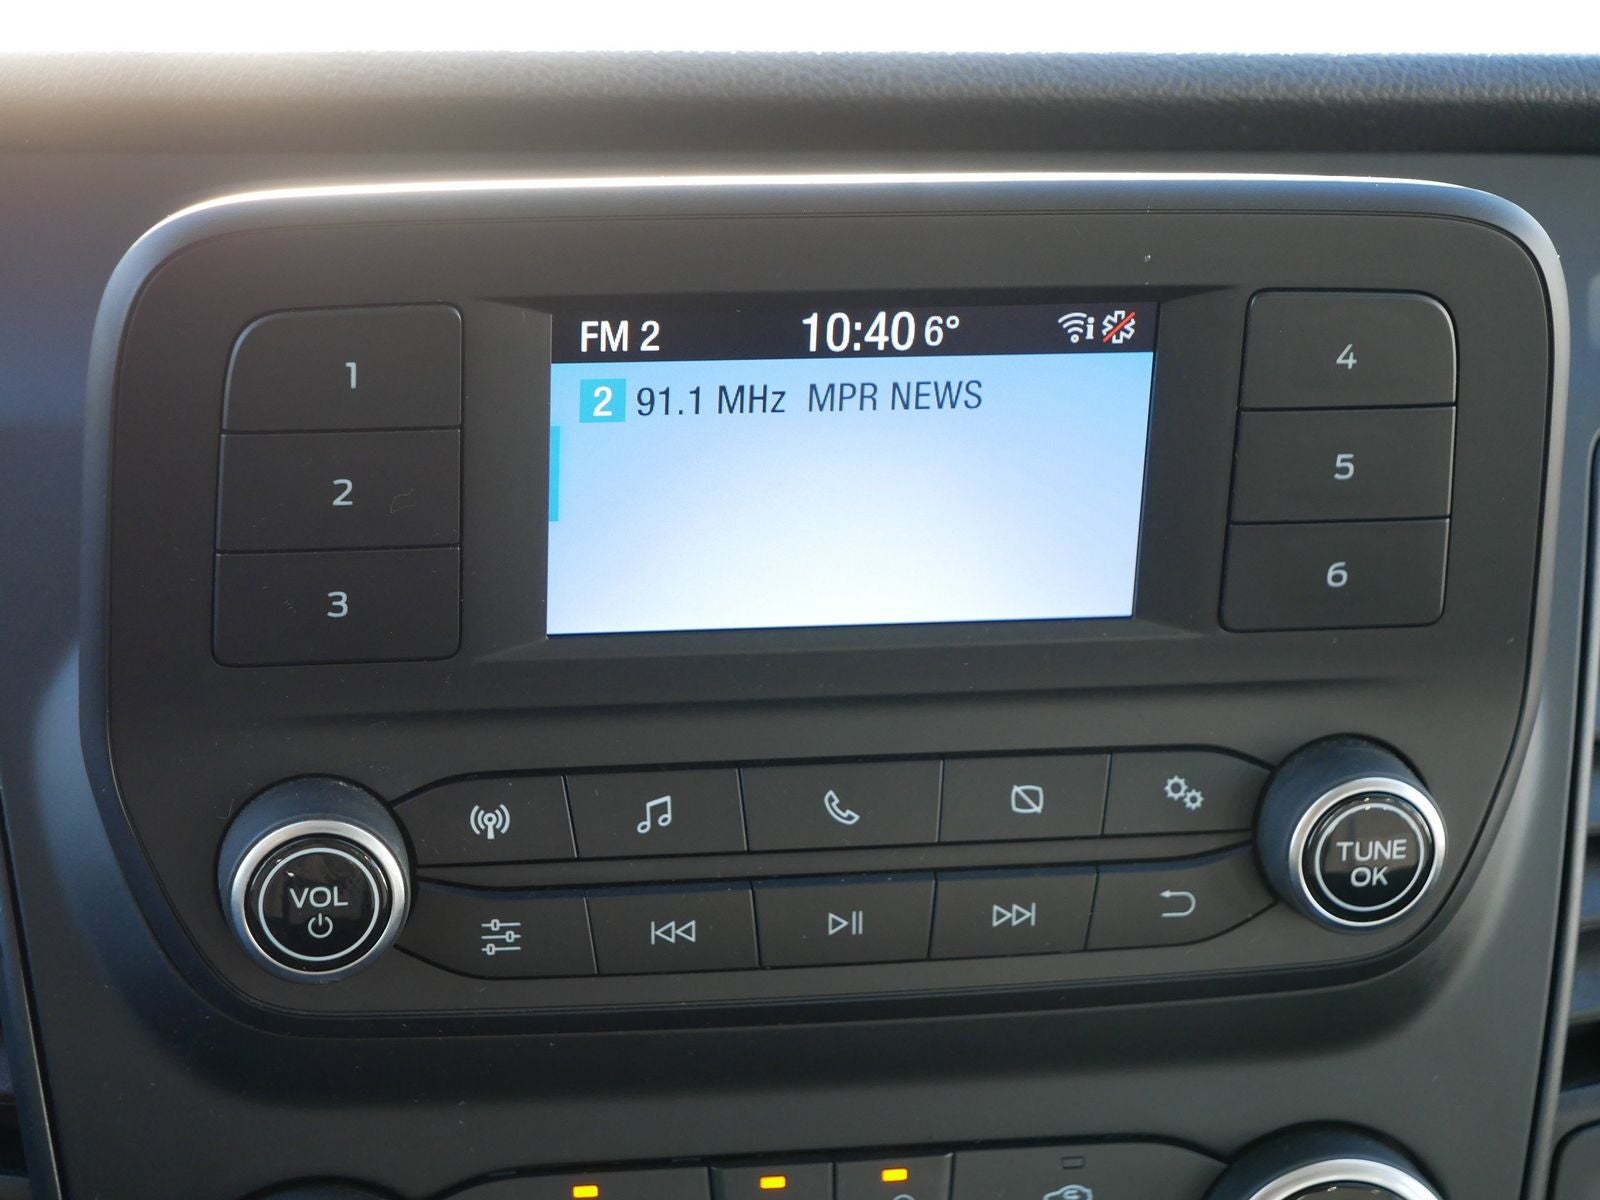 FM 2 10:40 6° i
2 91.1 MHz MPR NEWS
1
2
3
4
5
6
VOL
TUNE
OK